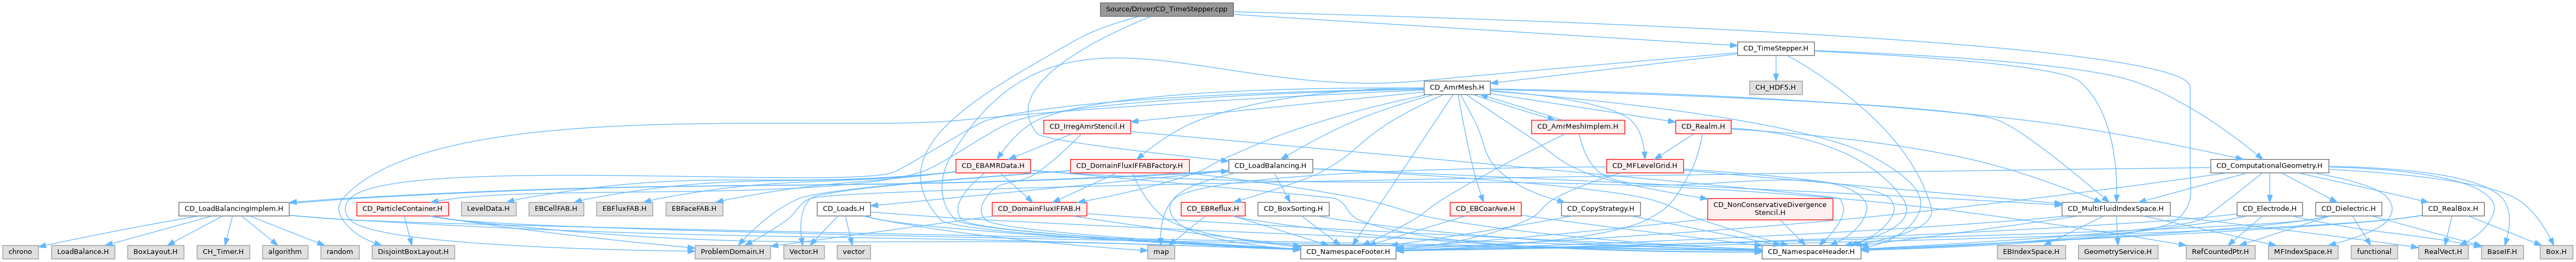 Source/Driver/CD_TimeStepper.cpp
CD_TimeStepper.H
CD_AmrMesh.H
CH_HDF5.H
CD_IrregAmrStencil.H
CD_AmrMeshImplem.H
CD_Realm.H
CD_EBAMRData.H
CD_DomainFluxIFFABFactory.H
CD_LoadBalancing.H
CD_MFLevelGrid.H
CD_ComputationalGeometry.H
CD_LoadBalancingImplem.H
CD_ParticleContainer.H
LevelData.H
EBCellFAB.H
EBFluxFAB.H
EBFaceFAB.H
CD_Loads.H
CD_DomainFluxIFFAB.H
CD_EBReflux.H
CD_BoxSorting.H
CD_EBCoarAve.H
CD_CopyStrategy.H
CD_NonConservativeDivergence
Stencil.H
CD_MultiFluidIndexSpace.H
CD_Electrode.H
CD_Dielectric.H
CD_RealBox.H
chrono
LoadBalance.H
BoxLayout.H
CH_Timer.H
algorithm
random
DisjointBoxLayout.H
ProblemDomain.H
Vector.H
vector
map
CD_NamespaceFooter.H
CD_NamespaceHeader.H
EBIndexSpace.H
GeometryService.H
RefCountedPtr.H
MFIndexSpace.H
functional
RealVect.H
BaseIF.H
Box.H